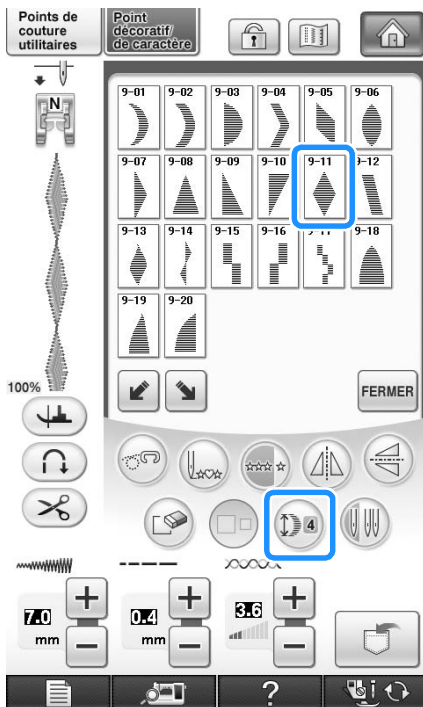 Points de
couture
utilitaires
Point
décoratif/
de caractère
N
9-01 9-02 9-03 9-04 9-05 9-06
9-07 9-08 9-09 9-10 9-11 9-12
9-13 9-14 9-15 9-16 9-17 9-18
9-19 9-20
100%
FERMER
4
7.0
mm
0.4
mm
3.6
?